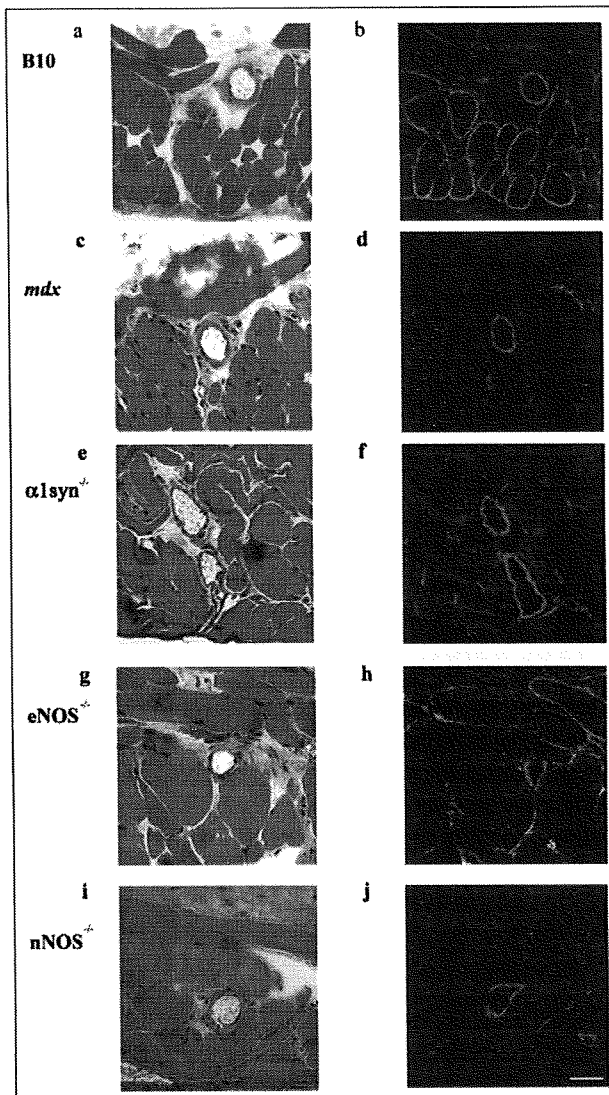 a b
B10
c d
mdx
e f
α1syn-/-
g h
eNOS-/-
i j
nNOS-/-